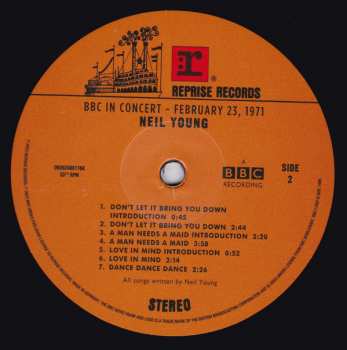 r:
REPRISE RECORDS
BBC IN CONCERT - FEBRUARY 23, 1971
NEIL YOUNG
33⅓ RPM
A
BBC
RECORDING
SIDE
2
1. DON'T LET IT BRING YOU DOWN
INTRODUCTION 0:45
2. DON'T LET IT BRING YOU DOWN 2:44
3. A MAN NEEDS A MAID INTRODUCTION 2:20
4. A MAN NEEDS A MAID 3:58
5. LOVE IN MIND INTRODUCTION 0:52
6. LOVE IN MIND 2:14
7. DANCE DANCE DANCE 2:26
All songs written by Neil Young
STEREO